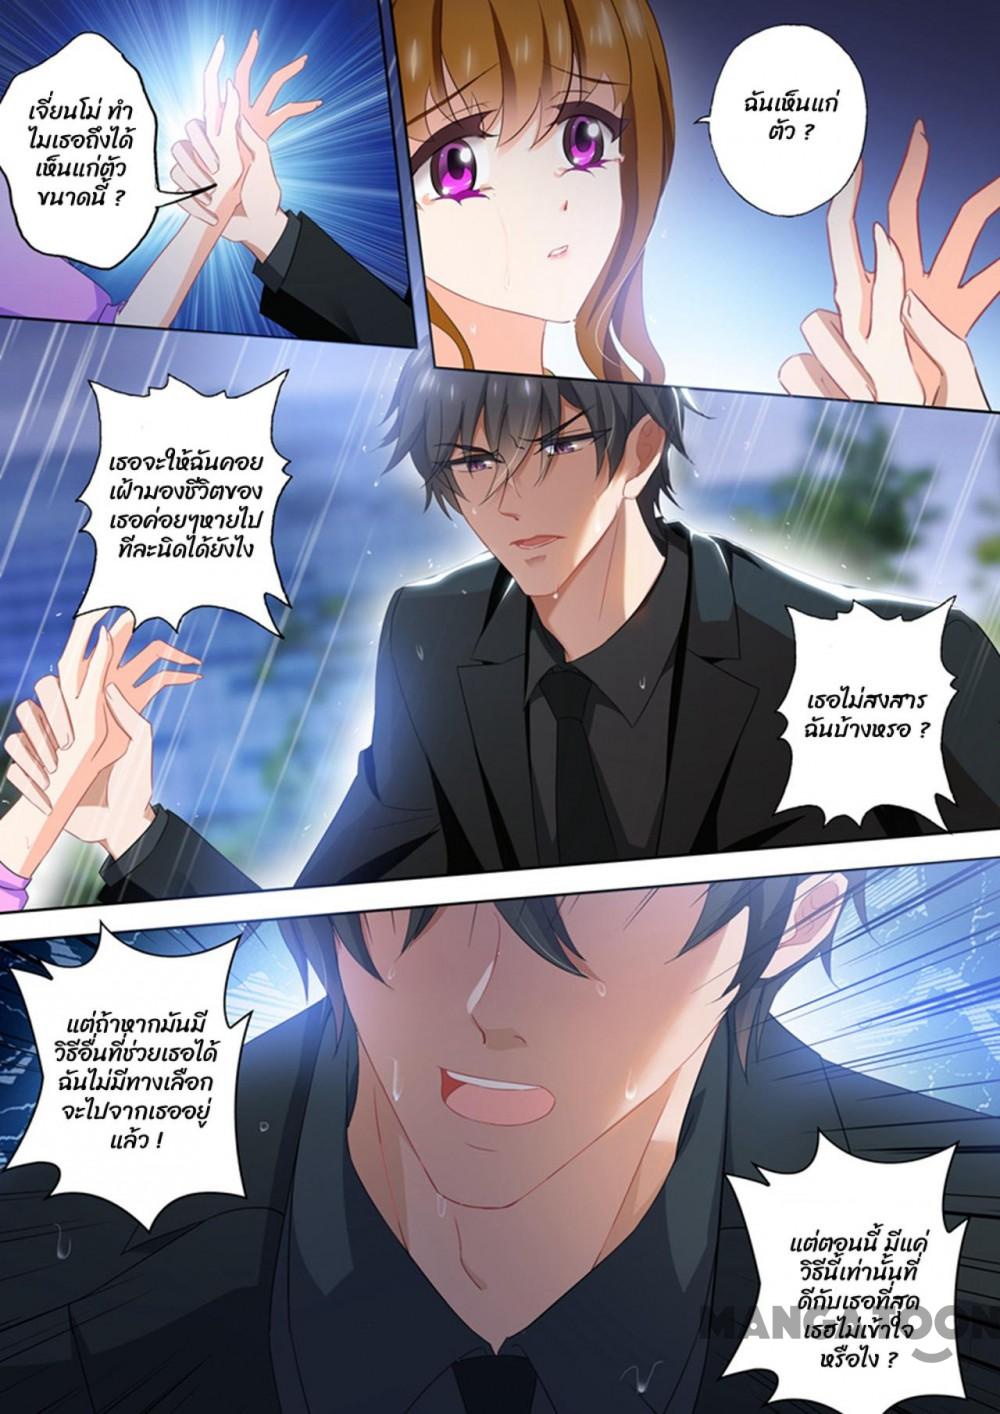 เจี่ยนโม่ ทำ
ไมเธอถึงได้
เห็นแก่ตัว
ขนาดนี้ ?
ฉันเห็นแก่
ตัว ?
เธอจะให้ฉันคอย
เฝ้ามองชีวิตของ
เธอค่อยๆหายไป
ทีละนิดได้ยังไง
เธอไม่สงสาร
ฉันบ้างหรอ ?
แต่ถ้าหากมันมี
วิธีอื่นที่ช่วยเธอได้
ฉันไม่มีทางเลือก
จะไปจากเธออยู่
แล้ว !
แต่ตอนนี้ มีแค่
วิธีนี้เท่านั้นที่
ดีกับเธอที่สุด
เธอไม่เข้าใจ
หรือไง ?
MANGATOON